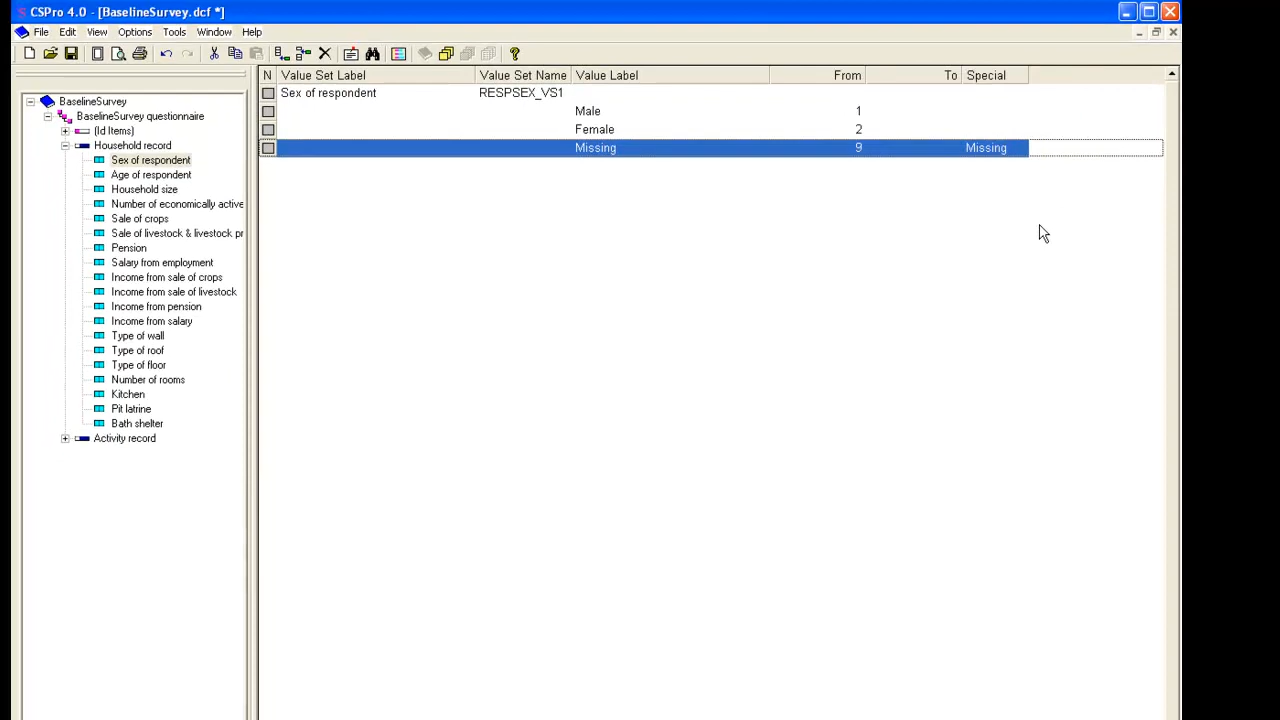 CSPro 4.0 - [BaselineSurvey.dcf *]
File Edit View Options Tools Window Help
N Value Set Label Value Set Name Value Label From To Special
Sex of respondent RESPSEX_VS1
Male 1
Female 2
Missing 9 Missing
BaselineSurvey
BaselineSurvey questionnaire
(Id Items)
Household record
Sex of respondent
Age of respondent
Household size
Number of economically active
Sale of crops
Sale of livestock & livestock pr
Pension
Salary from employment
Income from sale of crops
Income from sale of livestock
Income from pension
Income from salary
Type of wall
Type of roof
Type of floor
Number of rooms
Kitchen
Pit latrine
Bath shelter
Activity record